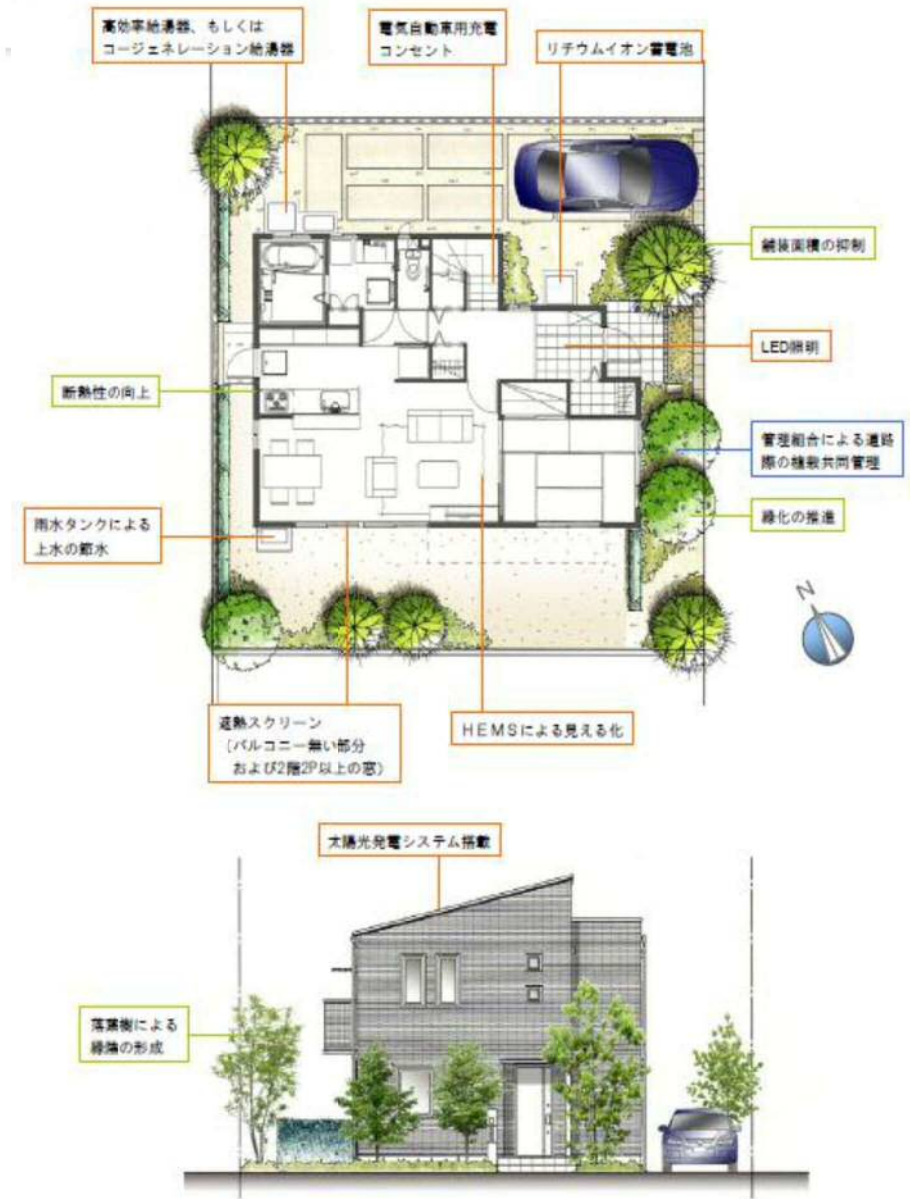 高効率給湯器、もしくは
コージェネレーション給湯器
電気自動車用充電
コンセント
リチウムイオン蓄電池
舗装面積の抑制
LED照明
断熱性の向上
管理組合による道路
際の植栽共同管理
雨水タンクによる
上水の節水
緑化の推進
N
遮熱スクリーン
(バルコニー無い部分
および2階2P以上の窓)
HEMSによる見える化
太陽光発電システム搭載
落葉樹による
緑陰の形成